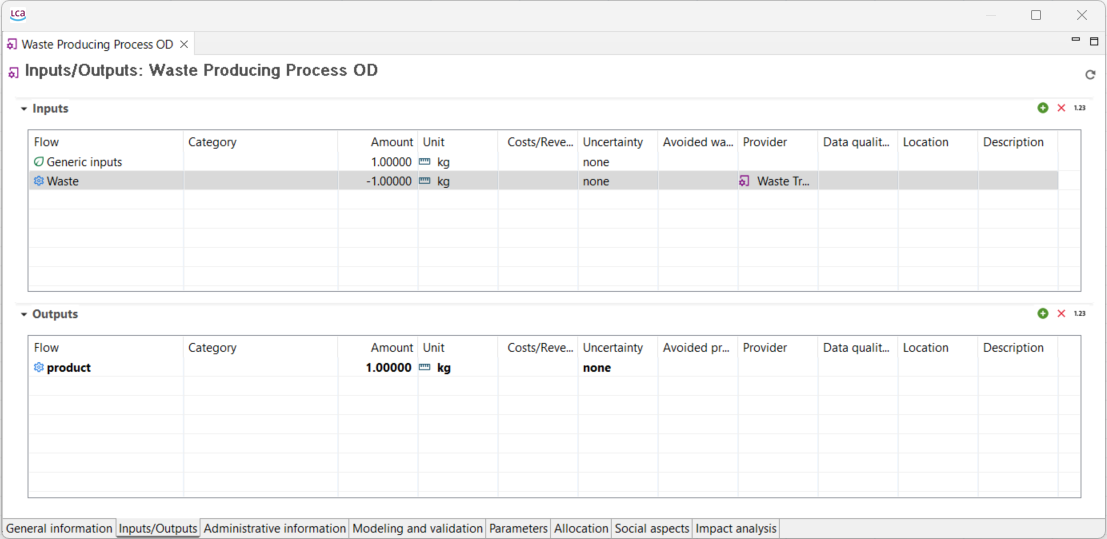 LCA
Waste Producing Process OD
Inputs/Outputs: Waste Producing Process OD
Inputs
1.23
Flow Category Amount Unit Costs/Reve... Uncertainty Avoided wa... Provider Data qualit... Location Description
Generic inputs 1.00000 kg none
Waste -1.00000 kg none Waste Tr...
Outputs
1.23
Flow Category Amount Unit Costs/Reve... Uncertainty Avoided pr... Provider Data qualit... Location Description
product 1.00000 kg none
General information Inputs/Outputs Administrative information Modeling and validation Parameters Allocation Social aspects Impact analysis